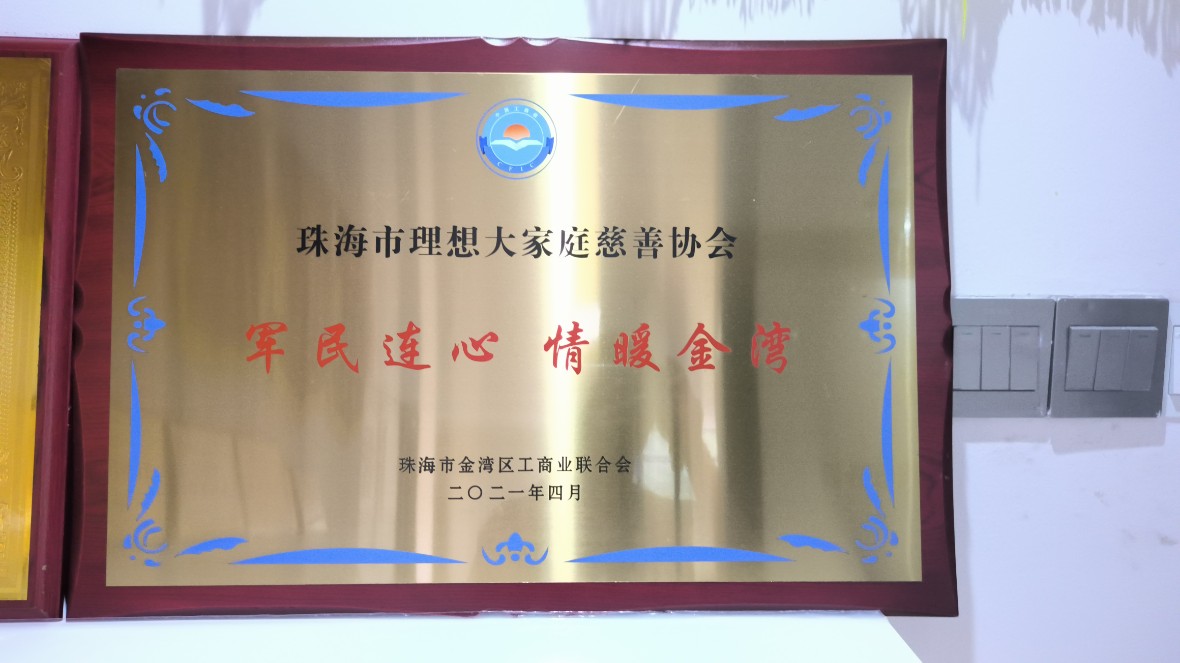 珠海市理想大家庭慈善协会
军民连心 情暖金湾
珠海市金湾区工商业联合会
二〇二一年四月